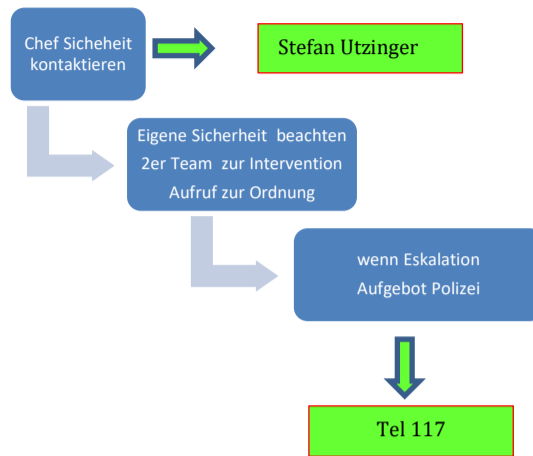 Chef Sicheheit
kontaktieren
Stefan Utzinger
Eigene Sicherheit beachten
2er Team zur Intervention
Aufruf zur Ordnung
wenn Eskalation
Aufgebot Polizei
Tel 117